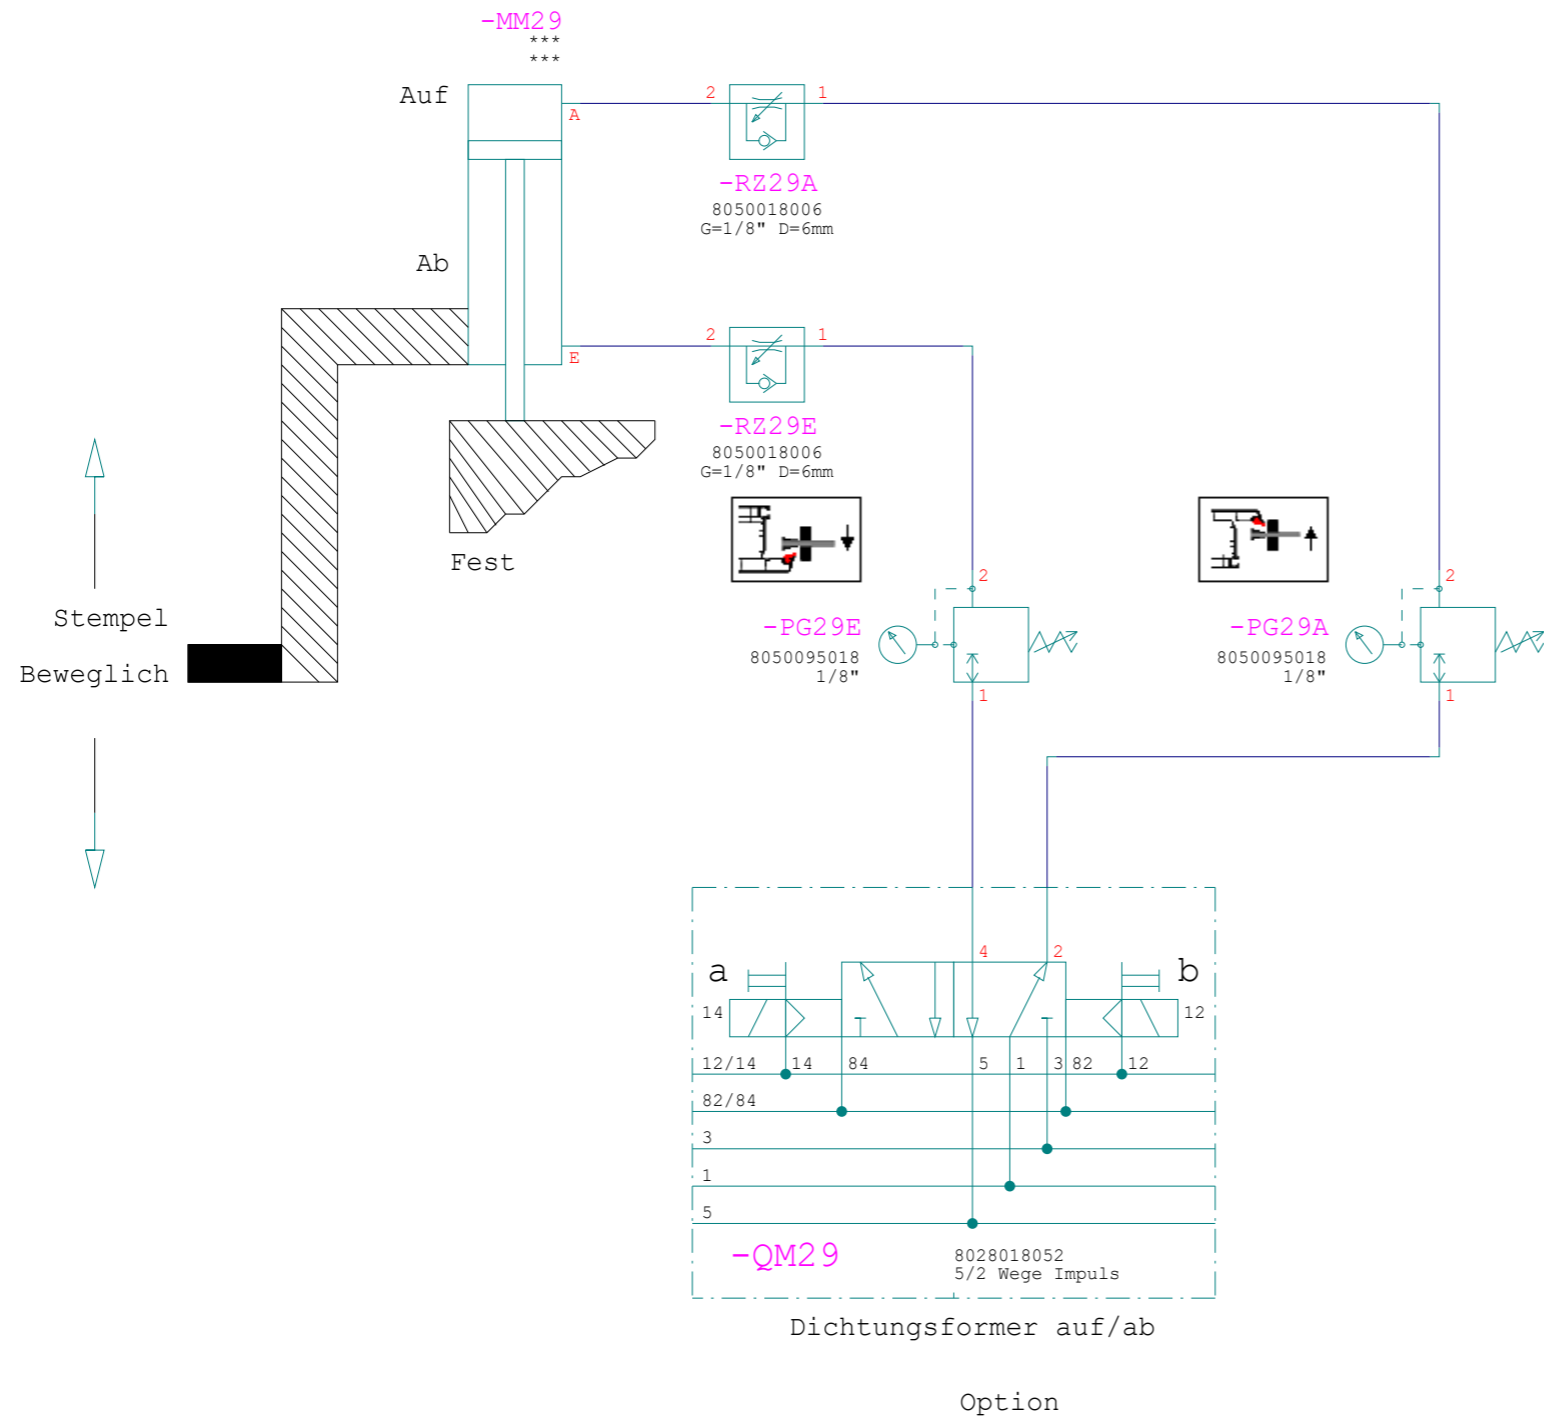 -MM29
***
***
Auf
A
2
1
-RZ29A
8050018006
G=1/8" D=6mm
Ab
E
2
1
-RZ29E
8050018006
G=1/8" D=6mm
Fest
Stempel
Beweglich
2
-PG29E
8050095018
1/8"
1
2
-PG29A
8050095018
1/8"
1
4
2
a
b
14
12
12/14
14
84
5
1
3
82
12
82/84
3
1
5
-QM29
8028018052
5/2 Wege Impuls
Dichtungsformer auf/ab
Option